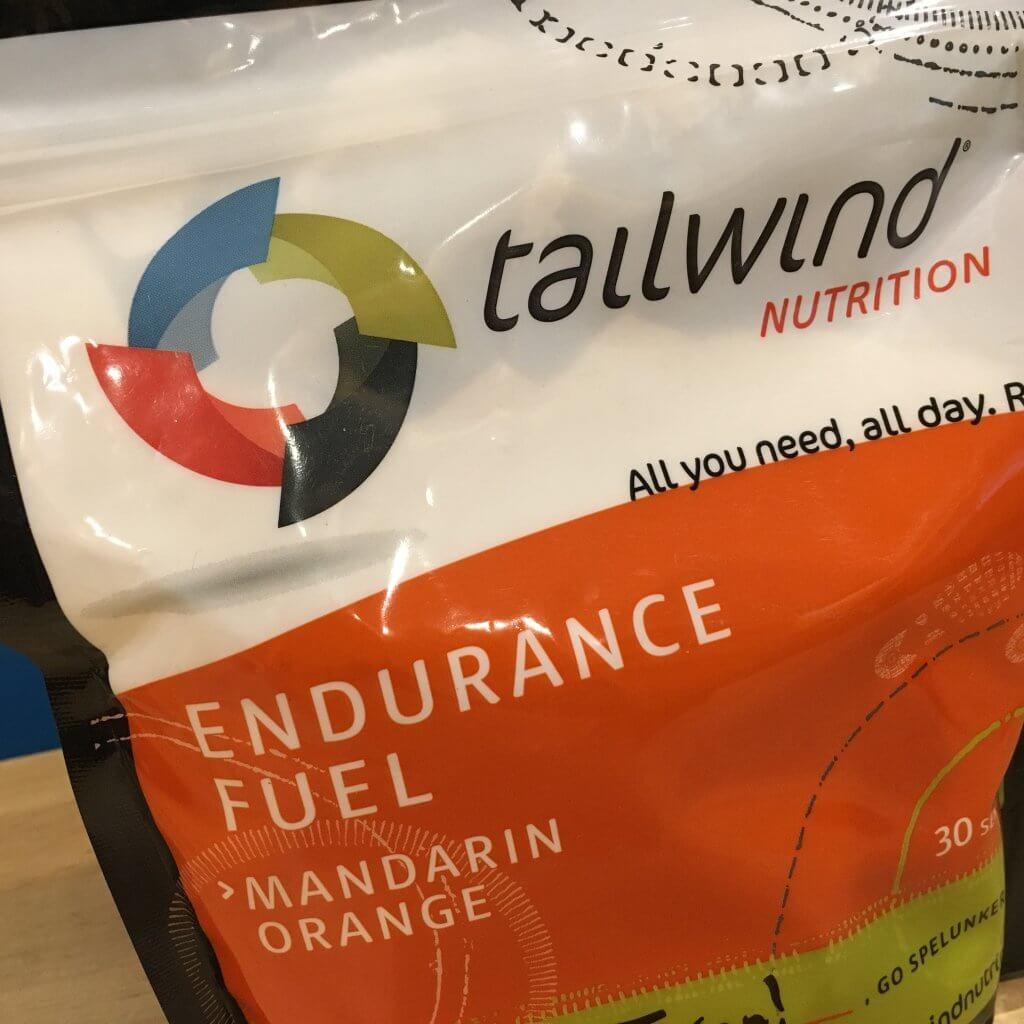 tailwind®
NUTRITION
All you need, all day.
ENDURANCE
FUEL
>MANDARIN
ORANGE
30
, GO SPELUNKER